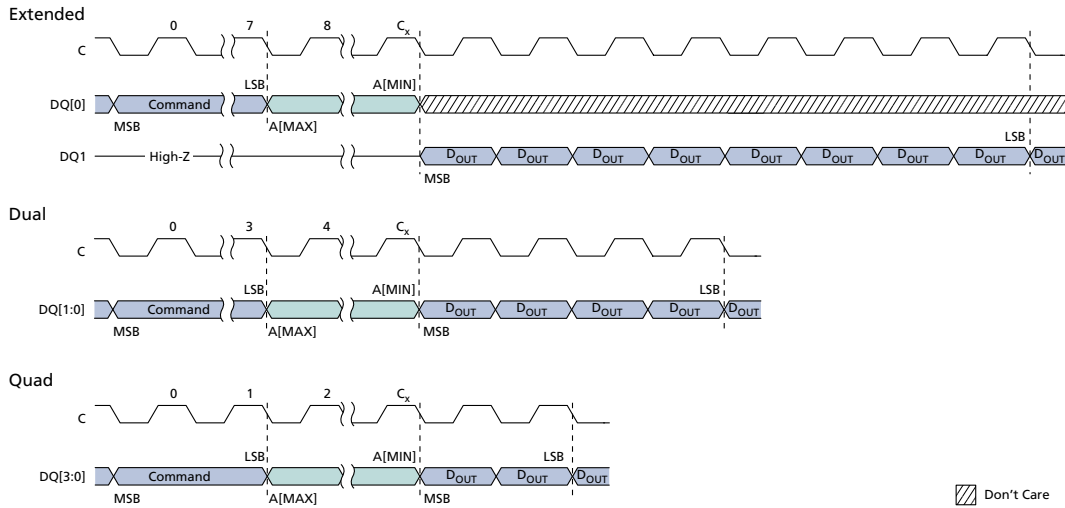 Extended
0 7 8 Cx
C
LSB A[MIN]
DQ[0] Command
MSB A[MAX]
LSB
DQ1 High-Z DOUT DOUT DOUT DOUT DOUT DOUT DOUT DOUT
MSB
Dual
0 3 4 Cx
C
LSB A[MIN] LSB
DQ[1:0] Command DOUT DOUT DOUT DOUT DOUT
MSB A[MAX] MSB
Quad
0 1 2 Cx
C
LSB A[MIN] LSB
DQ[3:0] Command DOUT DOUT DOUT
MSB A[MAX] MSB
Don't Care